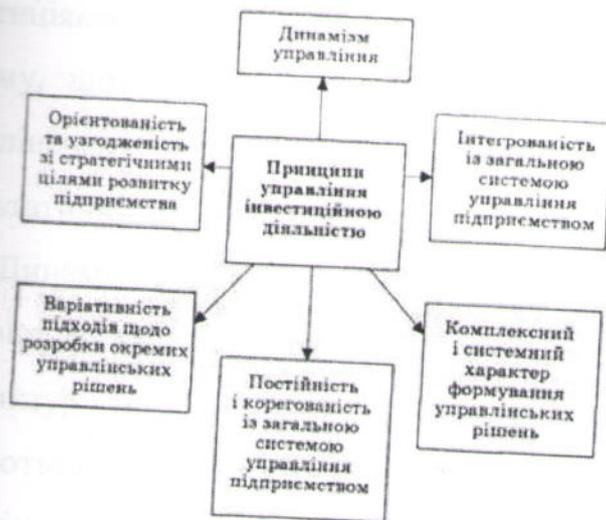 Динамізм
управління
Орієнтованість
та узгодженість
зі стратегічними
цілями розвитку
підприємства
Принципи
управління
інвестиційною
діяльністю
Інтегрованість
із загальною
системою
управління
підприємством
Варіативність
підходів щодо
розробки окремих
управлінських
рішень
Постійність
і корегованість
із загальною
системою
управління
підприємством
Комплексний
і системний
характер
формування
управлінських
рішень